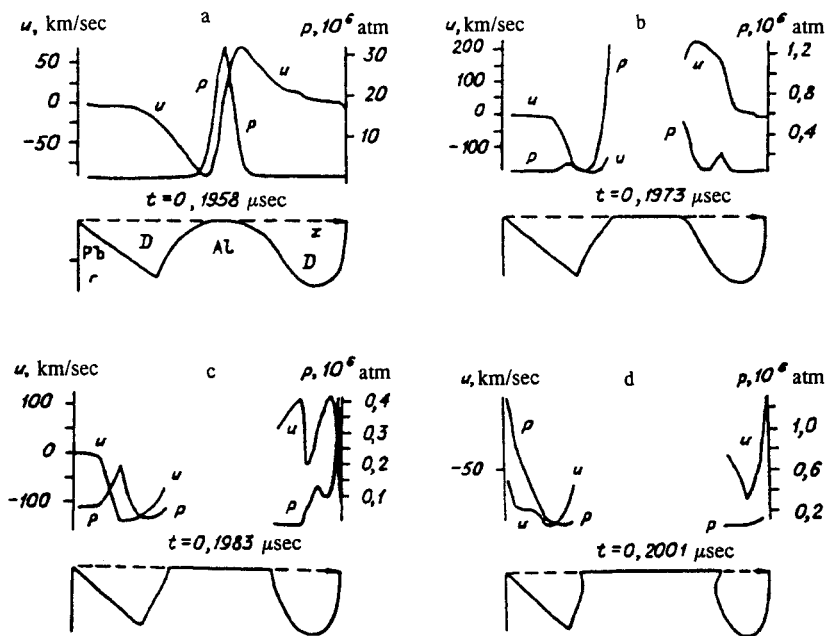 a
u, km/sec
p, 10⁶ atm
50
0
-50
30
20
10
u
p
p
u
t=0,1958 μsec
Pb
D
Al
D
z
r
b
u, km/sec
p, 10⁶ atm
200
100
0
-100
1,2
0,8
0,4
u
p
p
u
u
p
t=0,1973 μsec
c
u, km/sec
p, 10⁶ atm
100
0
-100
0,4
0,3
0,2
0,1
u
p
u
p
u
p
t=0,1983 μsec
d
u, km/sec
p, 10⁶ atm
-50
1,0
0,6
0,2
p
u
u
p
u
p
t=0,2001 μsec